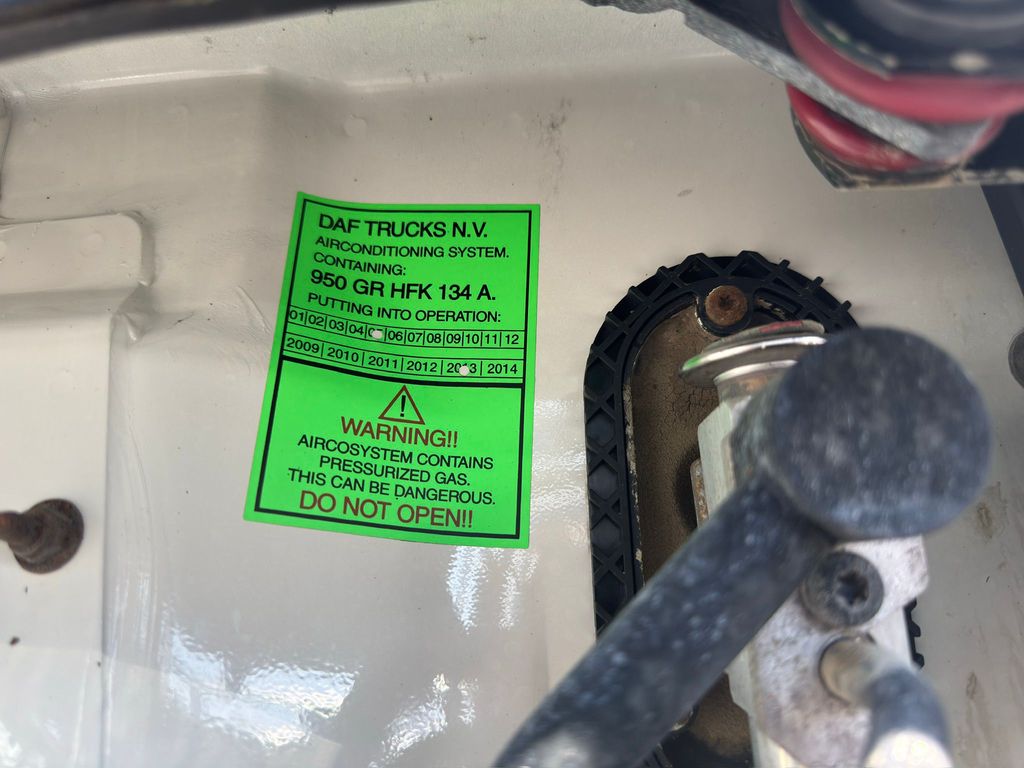 DAF TRUCKS N.V.
AIRCONDITIONING SYSTEM.
CONTAINING:
950 GR HFK 134 A.
PUTTING INTO OPERATION:
01 02 03 04 06 07 08 09 10 11 12
2009 2010 2011 2012 2013 2014
WARNING!!
AIRCOSYSTEM CONTAINS
PRESSURIZED GAS.
THIS CAN BE DANGEROUS.
DO NOT OPEN!!